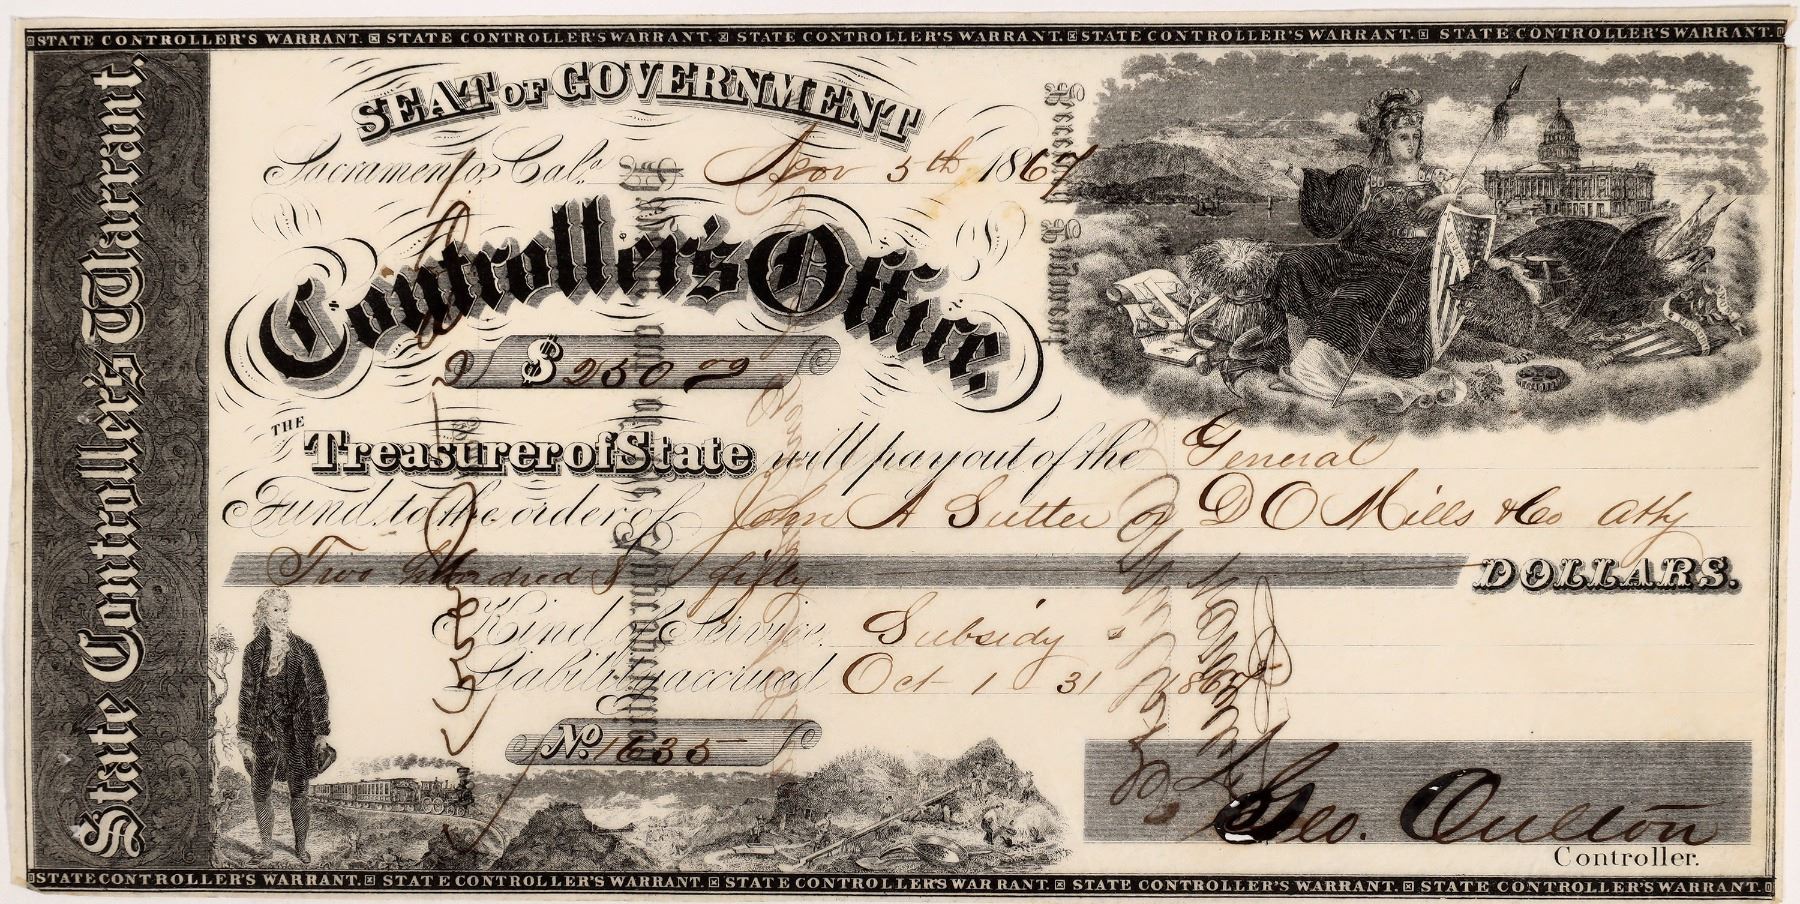 STATE CONTROLLER'S WARRANT. STATE CONTROLLER'S WARRANT. STATE CONTROLLER'S WARRANT. STATE CONTROLLER'S WARRANT. STATE CONTROLLER'S WARRANT.
State Controller's Warrant.
SEAT OF GOVERNMENT
Sacramento, Cala. Nov 5th 1867
Controller's Office
$ 250 00
THE Treasurer of State will pay out of the General
Fund, to the order of John A Sutter or D O Mills & Co atty
Two Hundred & fifty DOLLARS.
Kind of Service Subsidy
Liability accrued Oct 1 - 31 1867
No. 1635
Geo. Oulton
Controller.
STATE CONTROLLER'S WARRANT. STATE CONTROLLER'S WARRANT. STATE CONTROLLER'S WARRANT. STATE CONTROLLER'S WARRANT. STATE CONTROLLER'S WARRANT.